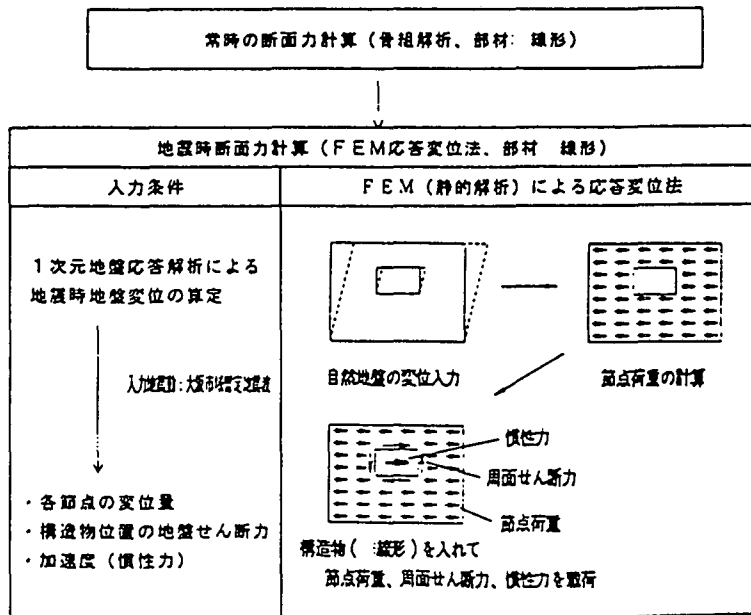 常時の断面力計算（骨組解析、部材：線形）
地震時断面力計算（ＦＥＭ応答変位法、部材　線形）
入力条件
ＦＥＭ（静的解析）による応答変位法
１次元地盤応答解析による
地震時地盤変位の算定
入力地震動：大阪市
・各節点の変位量
・構造物位置の地盤せん断力
・加速度（慣性力）
自然地盤の変位入力
節点荷重の計算
慣性力
周面せん断力
節点荷重
構造物（　線形）を入れて
節点荷重、周面せん断力、慣性力を載荷